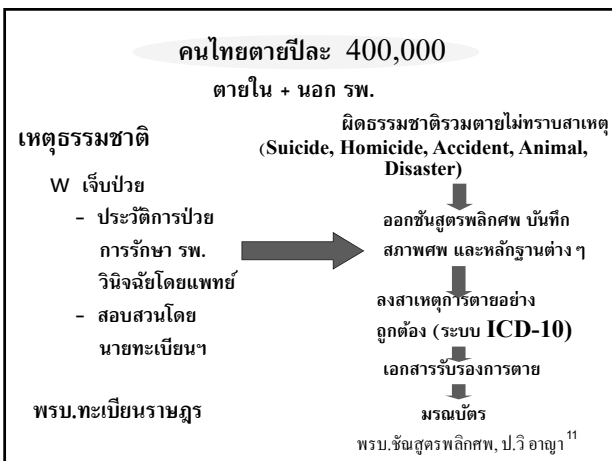 คนไทยตายปีละ 400,000
ตายใน + นอก รพ.
เหตุธรรมชาติ
W เจ็บป่วย
- ประวัติการป่วย
การรักษา รพ.
วินิจฉัยโดยแพทย์
- สอบสวนโดย
นายทะเบียนฯ
พรบ.ทะเบียนราษฎร
ผิดธรรมชาติรวมตายไม่ทราบสาเหตุ
(Suicide, Homicide, Accident, Animal,
Disaster)
ออกชันสูตรพลิกศพ บันทึก
สภาพศพ และหลักฐานต่าง ๆ
ลงสาเหตุการตายอย่าง
ถูกต้อง (ระบบ ICD-10)
เอกสารรับรองการตาย
มรณบัตร
พรบ.ชัณสูตรพลิกศพ, ป.วิ อาญา 11